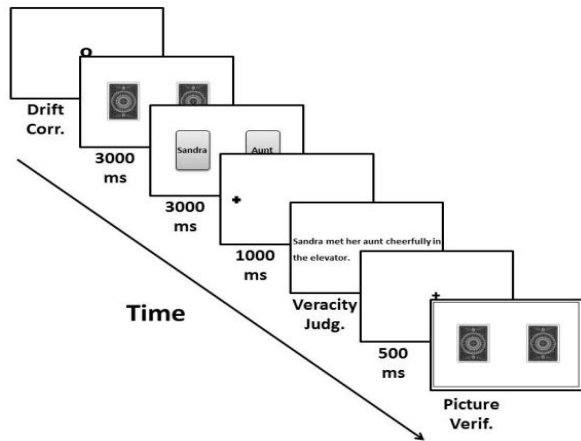 Drift
Corr.
3000
ms
Sandra
Aunt
3000
ms
1000
ms
Sandra met her aunt cheerfully in
the elevator.
Veracity
Judg.
500
ms
Picture
Verif.
Time